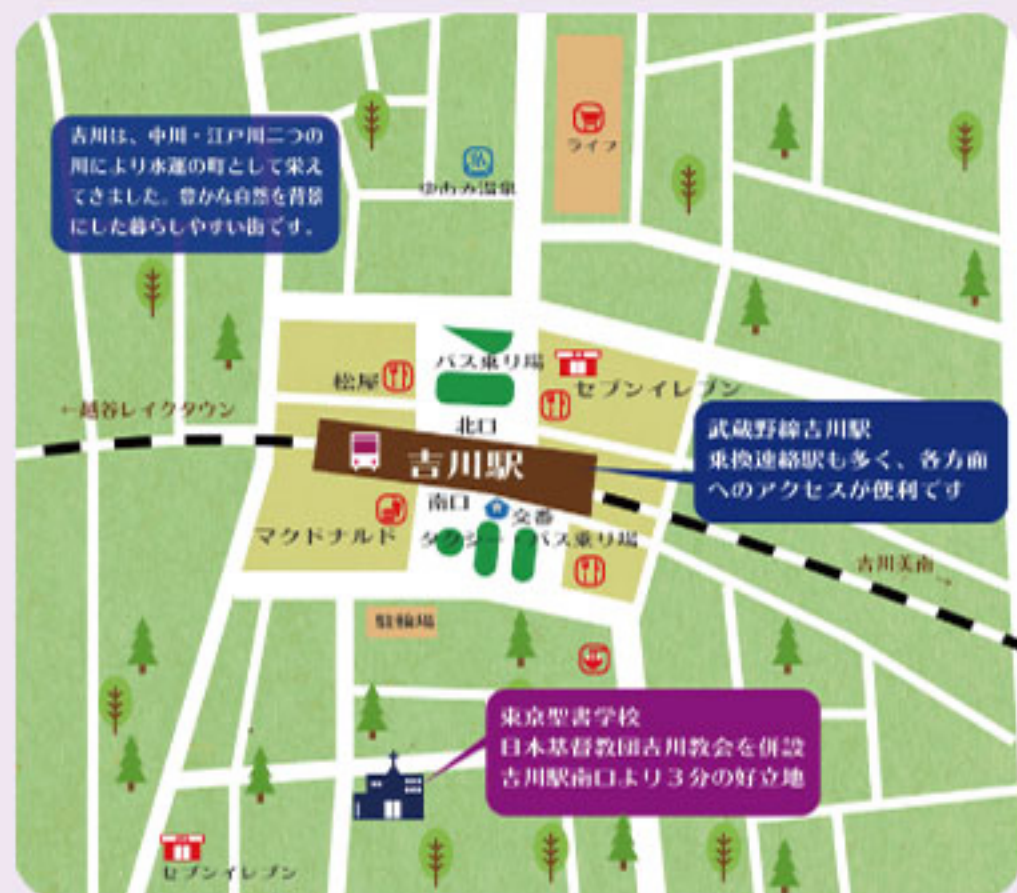 吉川は、中川・江戸川二つの
川により水運の町として栄え
てきました。豊かな自然を背景
にした暮らしやすい街です。
ライフ
ゆあみ温泉
バス乗り場
松屋
セブンイレブン
←越谷レイクタウン
北口
武蔵野線吉川駅
乗換連絡駅も多く、各方面
へのアクセスが便利です
吉川駅
南口
交番
マクドナルド
タクシー・バス乗り場
吉川美南→
駐輪場
東京聖書学校
日本基督教団吉川教会を併設
吉川駅南口より3分の好立地
セブンイレブン